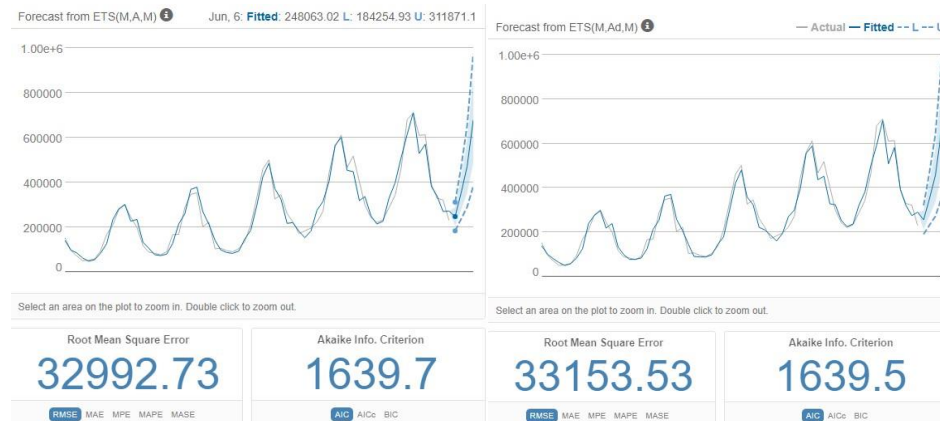 Forecast from ETS(M,A,M) Jun, 6: Fitted: 248063.02 L: 184254.93 U: 311871.1
1.00e+6
800000
600000
400000
200000
0
Select an area on the plot to zoom in. Double click to zoom out.
Root Mean Square Error
32992.73
RMSE MAE MPE MAPE MASE
Akaike Info. Criterion
1639.7
AIC AICc BIC
Forecast from ETS(M,Ad,M) Actual Fitted L U
1.00e+6
800000
600000
400000
200000
0
Select an area on the plot to zoom in. Double click to zoom out.
Root Mean Square Error
33153.53
RMSE MAE MPE MAPE MASE
Akaike Info. Criterion
1639.5
AIC AICc BIC